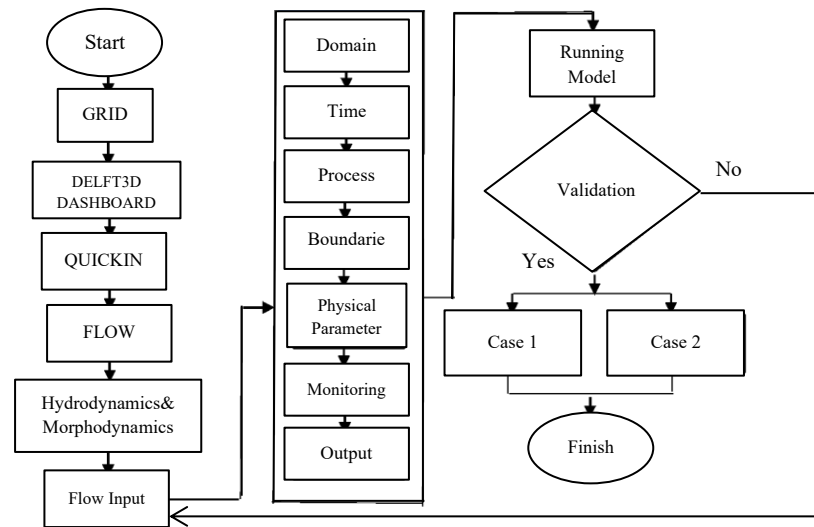 Start
GRID
DELFT3D
DASHBOARD
QUICKIN
FLOW
Hydrodynamics&
Morphodynamics
Flow Input
Domain
Time
Process
Boundarie
Physical
Parameter
Monitoring
Output
Running
Model
Validation
No
Yes
Case 1
Case 2
Finish